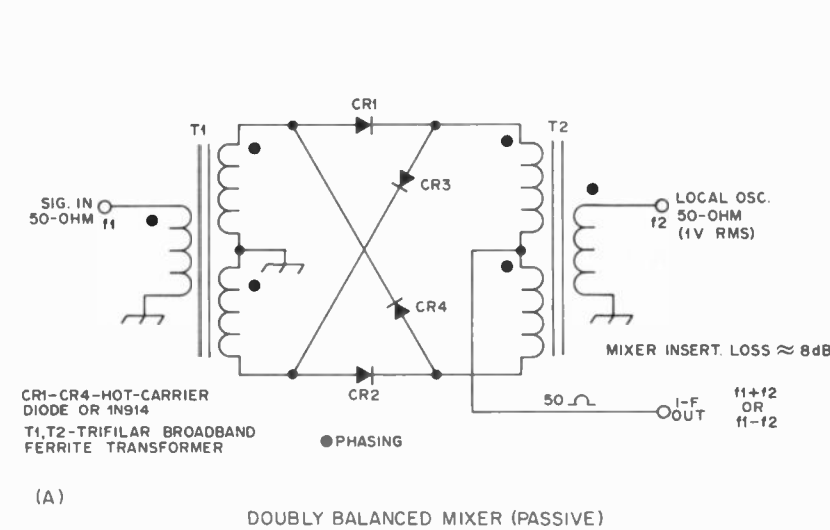 CR1
T1
T2
CR3
SIG. IN
50-OHM
f1
LOCAL OSC.
50-OHM
(1V RMS)
f2
CR4
MIXER INSERT. LOSS ≈ 8dB
CR2
CR1-CR4-HOT-CARRIER
DIODE OR 1N914
T1,T2-TRIFILAR BROADBAND
FERRITE TRANSFORMER
PHASING
50 Ω
I-F
OUT
f1+f2
OR
f1-f2
(A)
DOUBLY BALANCED MIXER (PASSIVE)